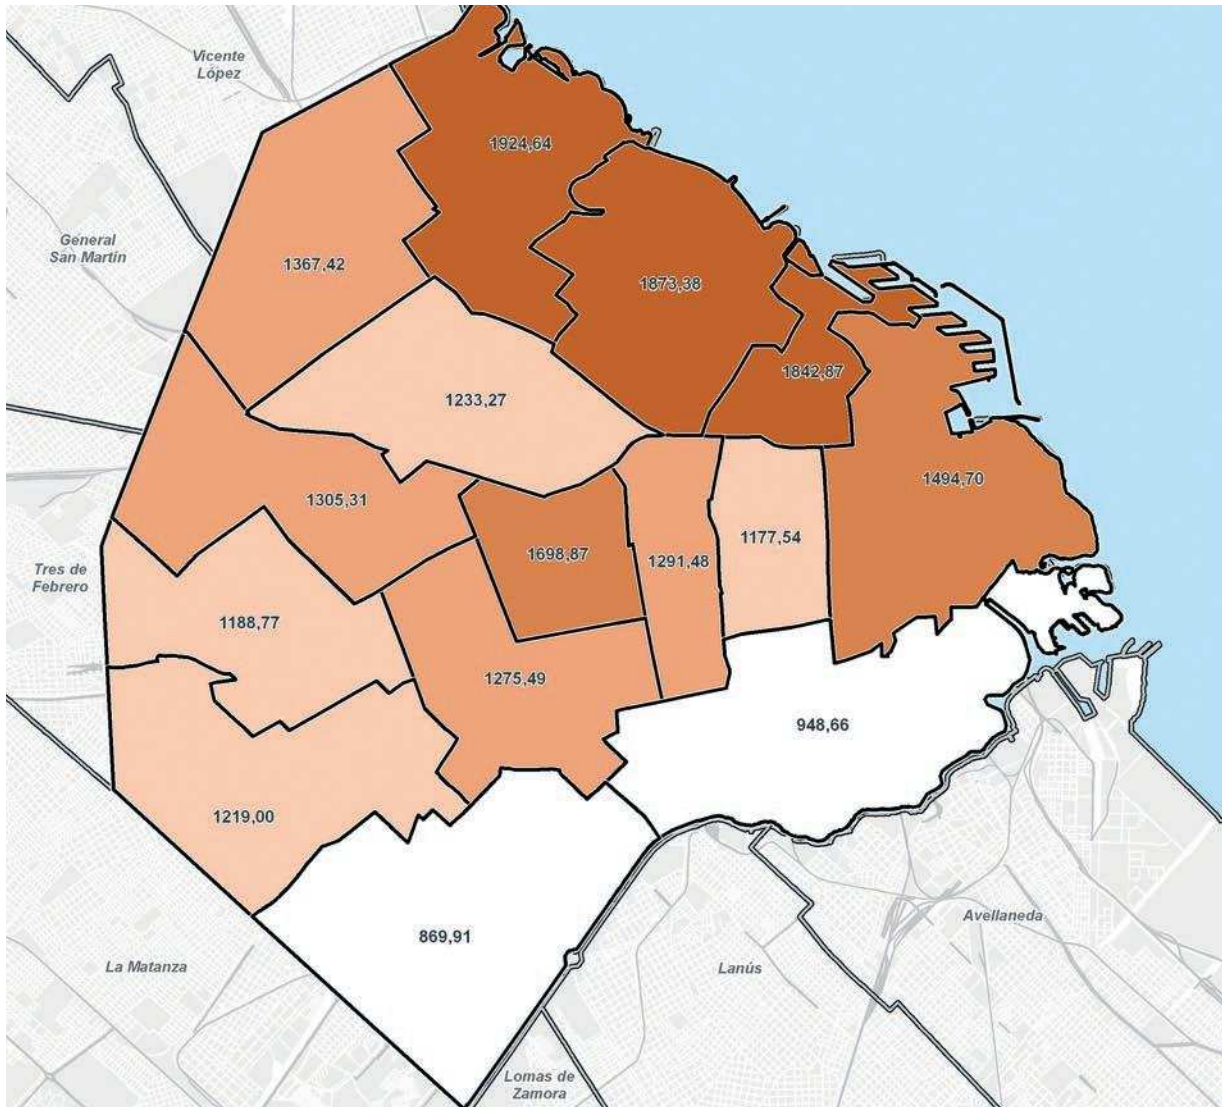 Vicente
López
1924,64
General
San Martín
1367,42
1873,38
1842,87
1233,27
1494,70
1305,31
1698,87
1291,48
1177,54
Tres de
Febrero
1188,77
1275,49
948,66
1219,00
869,91
Avellaneda
La Matanza
Lanús
Lomas de
Zamora